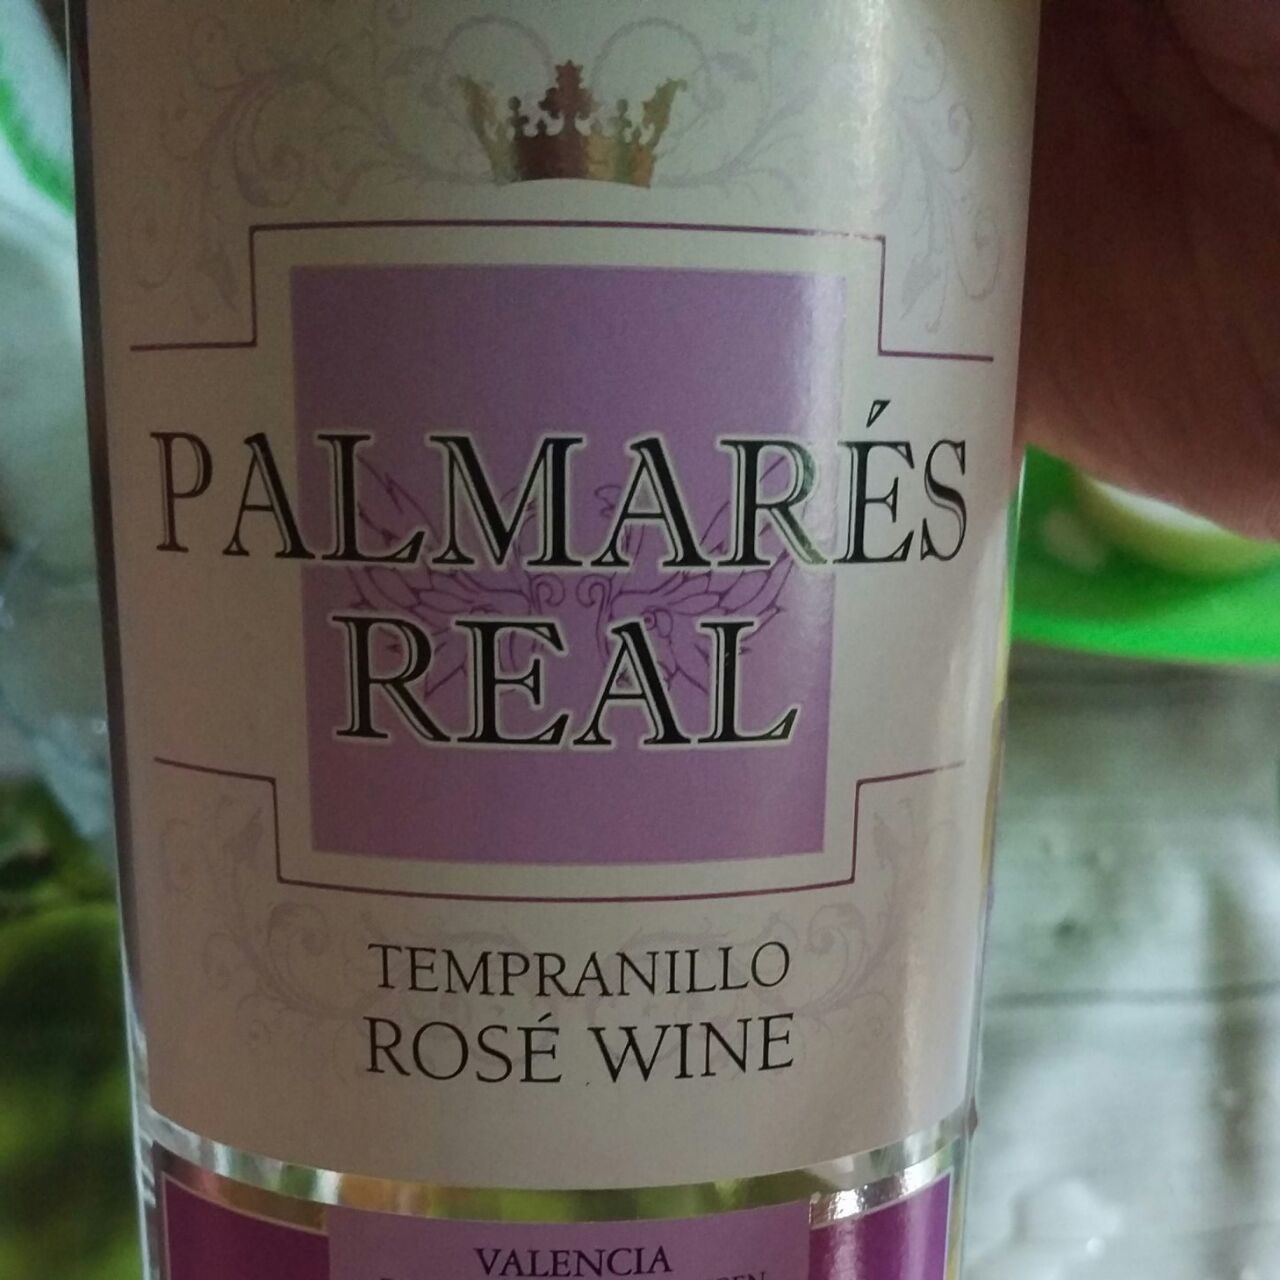 PALMARÉS
REAL
TEMPRANILLO
ROSÉ WINE
VALENCIA